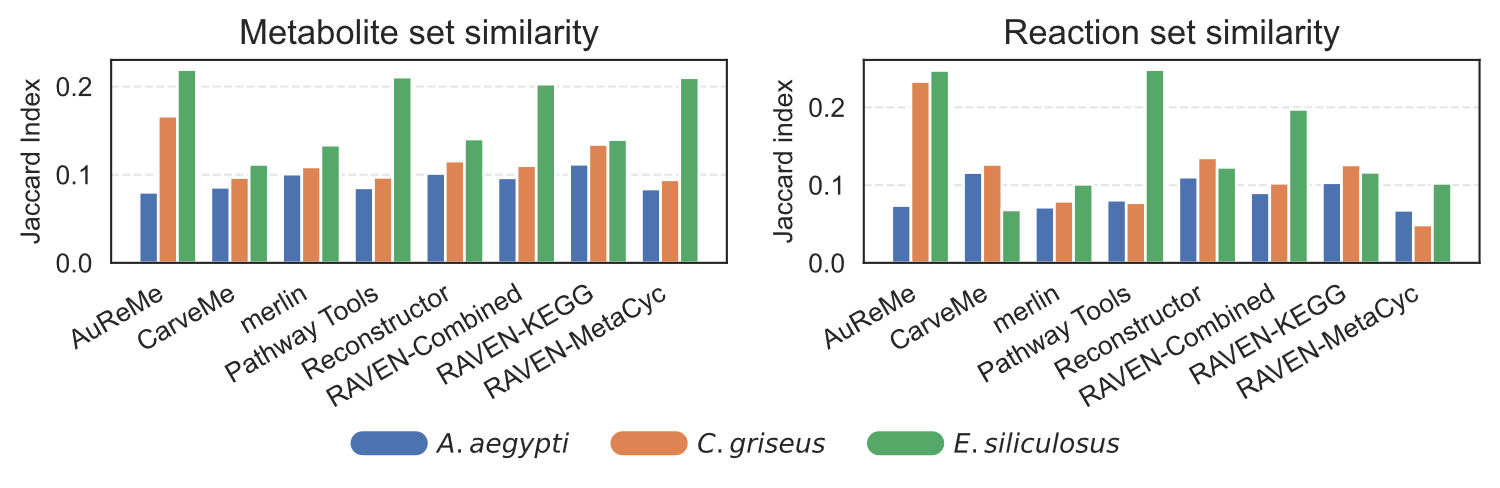 Metabolite set similarity
Jaccard Index
0.2
0.1
0.0
AuReMe
CarveMe
merlin
Pathway Tools
Reconstructor
RAVEN-Combined
RAVEN-KEGG
RAVEN-MetaCyc
Reaction set similarity
Jaccard index
0.2
0.1
0.0
AuReMe
CarveMe
merlin
Pathway Tools
Reconstructor
RAVEN-Combined
RAVEN-KEGG
RAVEN-MetaCyc
A. aegypti C. griseus E. siliculosus